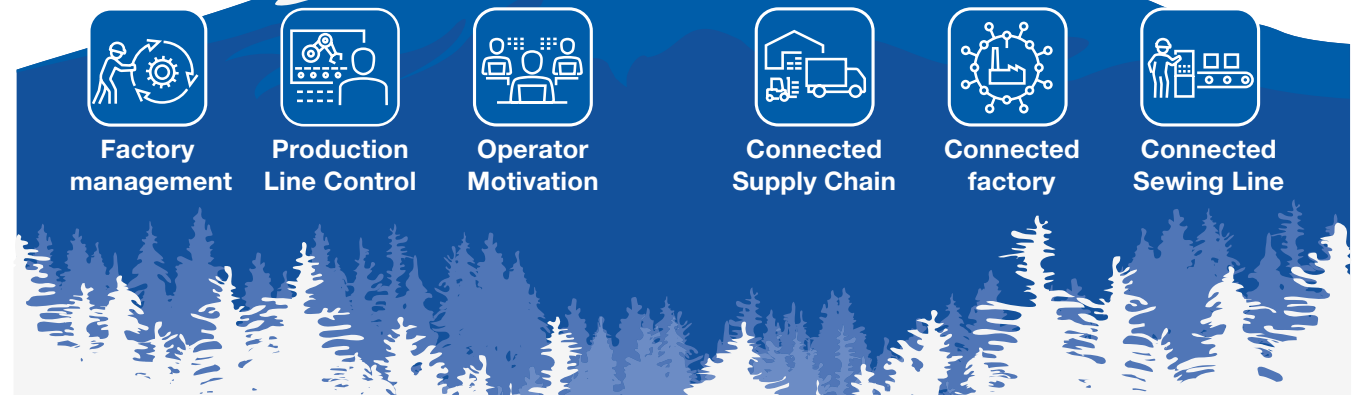 Factory
management
Production
Line Control
Operator
Motivation
Connected
Supply Chain
Connected
factory
Connected
Sewing Line